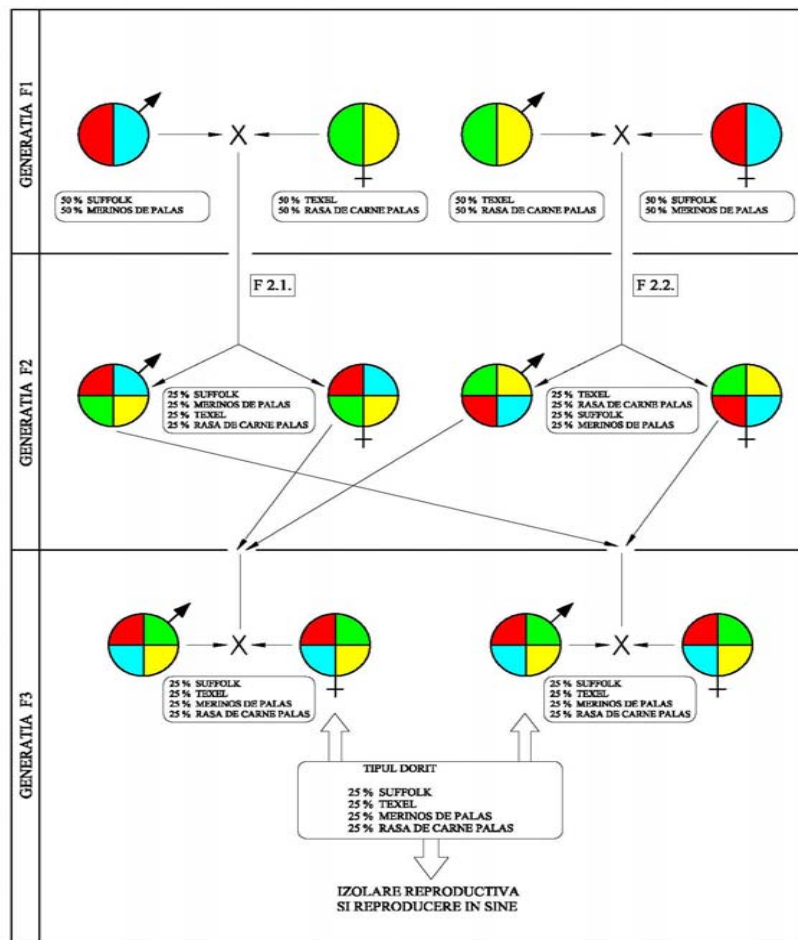 GENERATIA F1
X
X
50 % SUFFOLK
50 % MERINOS DE PALAS
50 % TEXEL
50 % RASA DE CARNE PALAS
50 % TEXEL
50 % RASA DE CARNE PALAS
50 % SUFFOLK
50 % MERINOS DE PALAS
GENERATIA F2
F 2.1.
F 2.2.
25 % SUFFOLK
25 % MERINOS DE PALAS
25 % TEXEL
25 % RASA DE CARNE PALAS
25 % TEXEL
25 % RASA DE CARNE PALAS
25 % SUFFOLK
25 % MERINOS DE PALAS
GENERATIA F3
X
X
25 % SUFFOLK
25 % TEXEL
25 % MERINOS DE PALAS
25 % RASA DE CARNE PALAS
25 % SUFFOLK
25 % TEXEL
25 % MERINOS DE PALAS
25 % RASA DE CARNE PALAS
TIPUL DORIT
25 % SUFFOLK
25 % TEXEL
25 % MERINOS DE PALAS
25 % RASA DE CARNE PALAS
IZOLARE REPRODUCTIVA
SI REPRODUCERE IN SINE